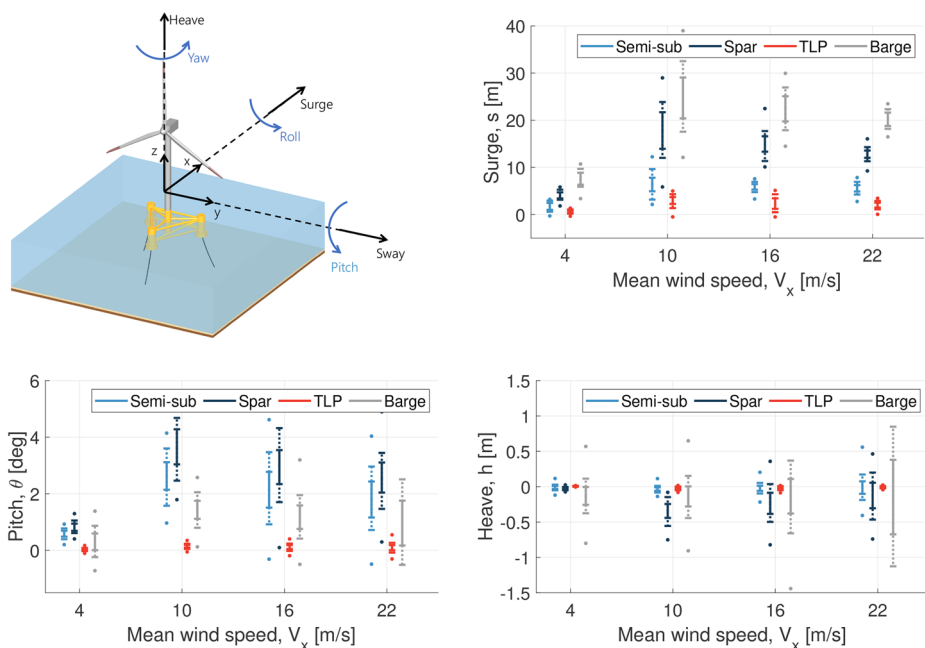 Heave
Yaw
Surge
Roll
z
x
y
Sway
Pitch
Semi-sub Spar TLP Barge
40
30
20
10
0
Surge, s [m]
4 10 16 22
Mean wind speed, Vₓ [m/s]
Semi-sub Spar TLP Barge
6
4
2
0
Pitch, θ [deg]
4 10 16 22
Mean wind speed, Vₓ [m/s]
Semi-sub Spar TLP Barge
1.5
1
0.5
0
-0.5
-1
-1.5
Heave, h [m]
4 10 16 22
Mean wind speed, Vₓ [m/s]